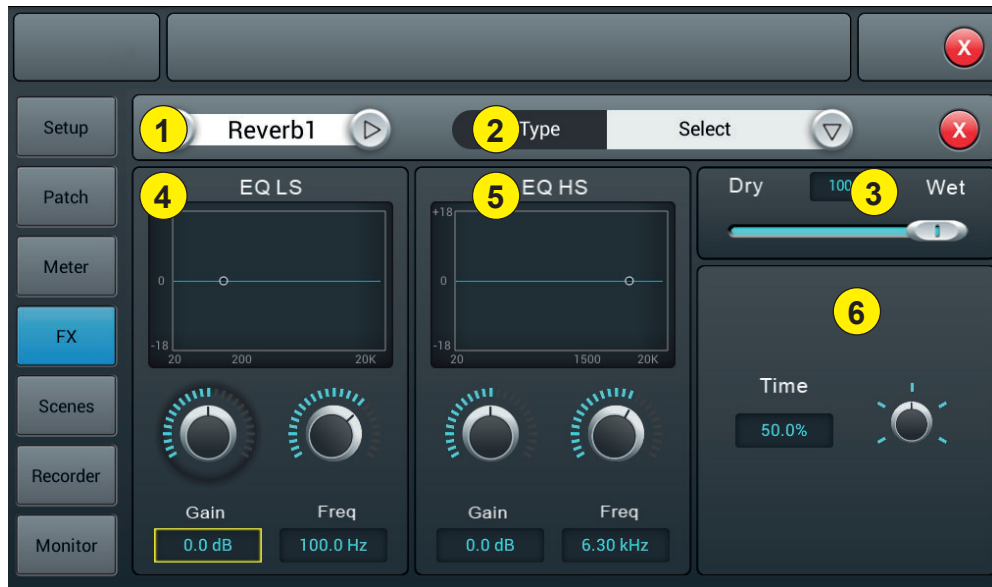 X
Setup
1
Reverb1
2
Type
Select
X
Patch
Meter
FX
Scenes
Recorder
Monitor
4
EQ LS
0
-18
20
200
20K
Gain
Freq
0.0 dB
100.0 Hz
5
EQ HS
+18
0
-18
20
1500
20K
Gain
Freq
0.0 dB
6.30 kHz
Dry
100
3
Wet
6
Time
50.0%